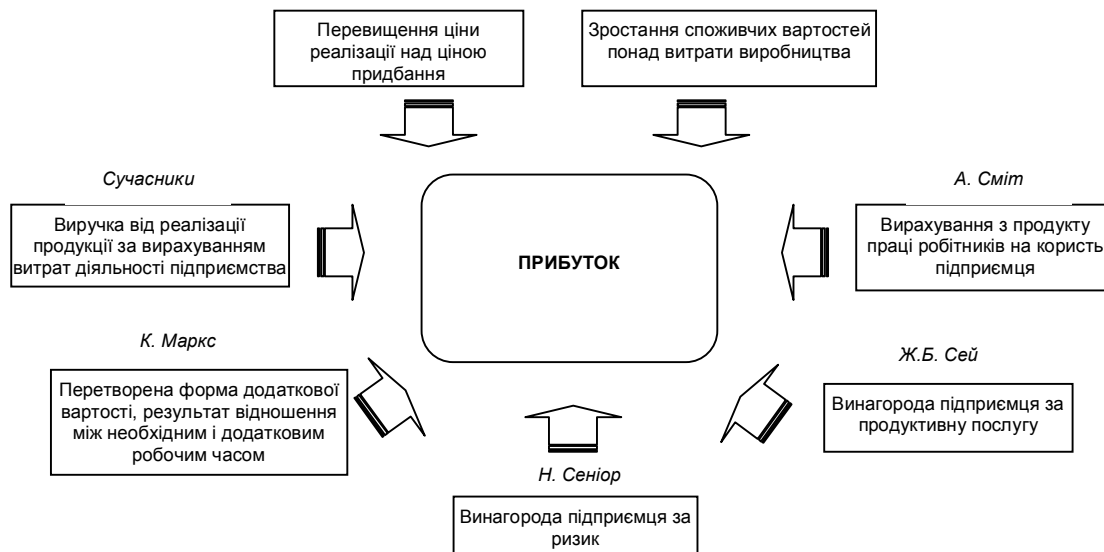 Перевищення ціни
реалізації над ціною
придбання
Зростання споживчих вартостей
понад витрати виробництва
Сучасники
Виручка від реалізації
продукції за вирахуванням
витрат діяльності підприємства
ПРИБУТОК
А. Сміт
Вирахування з продукту
праці робітників на користь
підприємця
К. Маркс
Перетворена форма додаткової
вартості, результат відношення
між необхідним і додатковим
робочим часом
Ж.Б. Сей
Винагорода підприємця за
продуктивну послугу
Н. Сеніор
Винагорода підприємця за
ризик